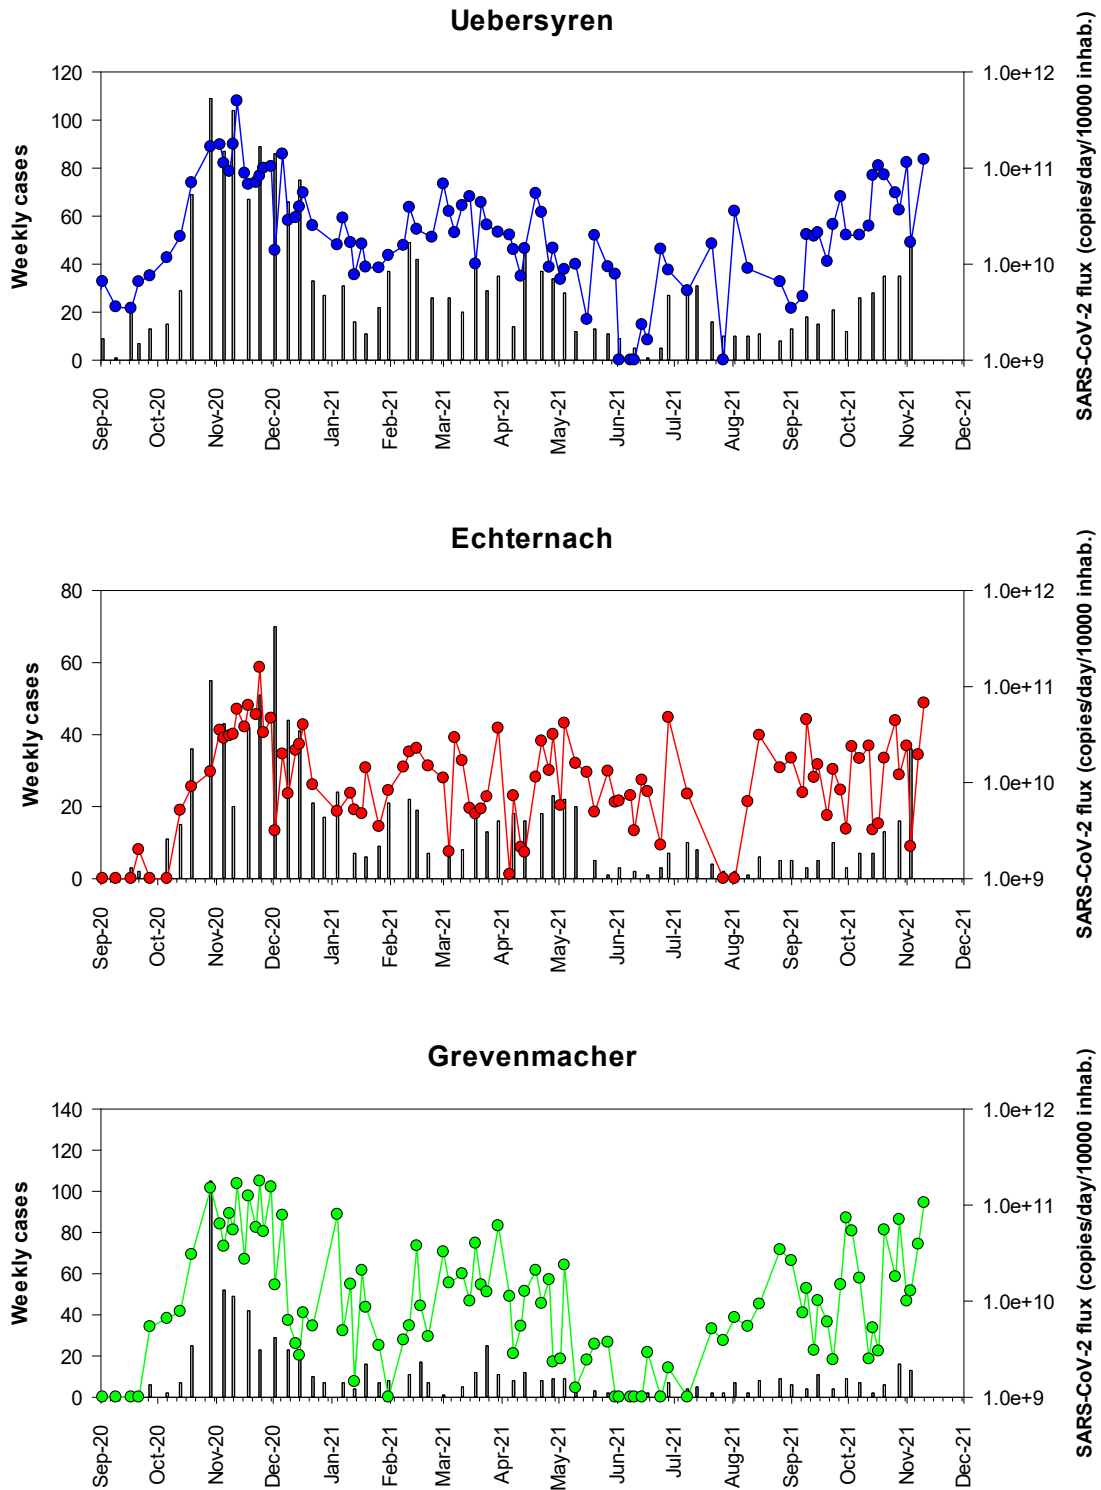 Uebersyren
120
100
80
60
40
20
0
Weekly cases
1.0e+12
1.0e+11
1.0e+10
1.0e+9
SARS-CoV-2 flux (copies/day/10000 inhab.)
Sep-20
Oct-20
Nov-20
Dec-20
Jan-21
Feb-21
Mar-21
Apr-21
May-21
Jun-21
Jul-21
Aug-21
Sep-21
Oct-21
Nov-21
Dec-21
Echternach
80
60
40
20
0
Weekly cases
1.0e+12
1.0e+11
1.0e+10
1.0e+9
SARS-CoV-2 flux (copies/day/10000 inhab.)
Sep-20
Oct-20
Nov-20
Dec-20
Jan-21
Feb-21
Mar-21
Apr-21
May-21
Jun-21
Jul-21
Aug-21
Sep-21
Oct-21
Nov-21
Dec-21
Grevenmacher
140
120
100
80
60
40
20
0
Weekly cases
1.0e+12
1.0e+11
1.0e+10
1.0e+9
SARS-CoV-2 flux (copies/day/10000 inhab.)
Sep-20
Oct-20
Nov-20
Dec-20
Jan-21
Feb-21
Mar-21
Apr-21
May-21
Jun-21
Jul-21
Aug-21
Sep-21
Oct-21
Nov-21
Dec-21